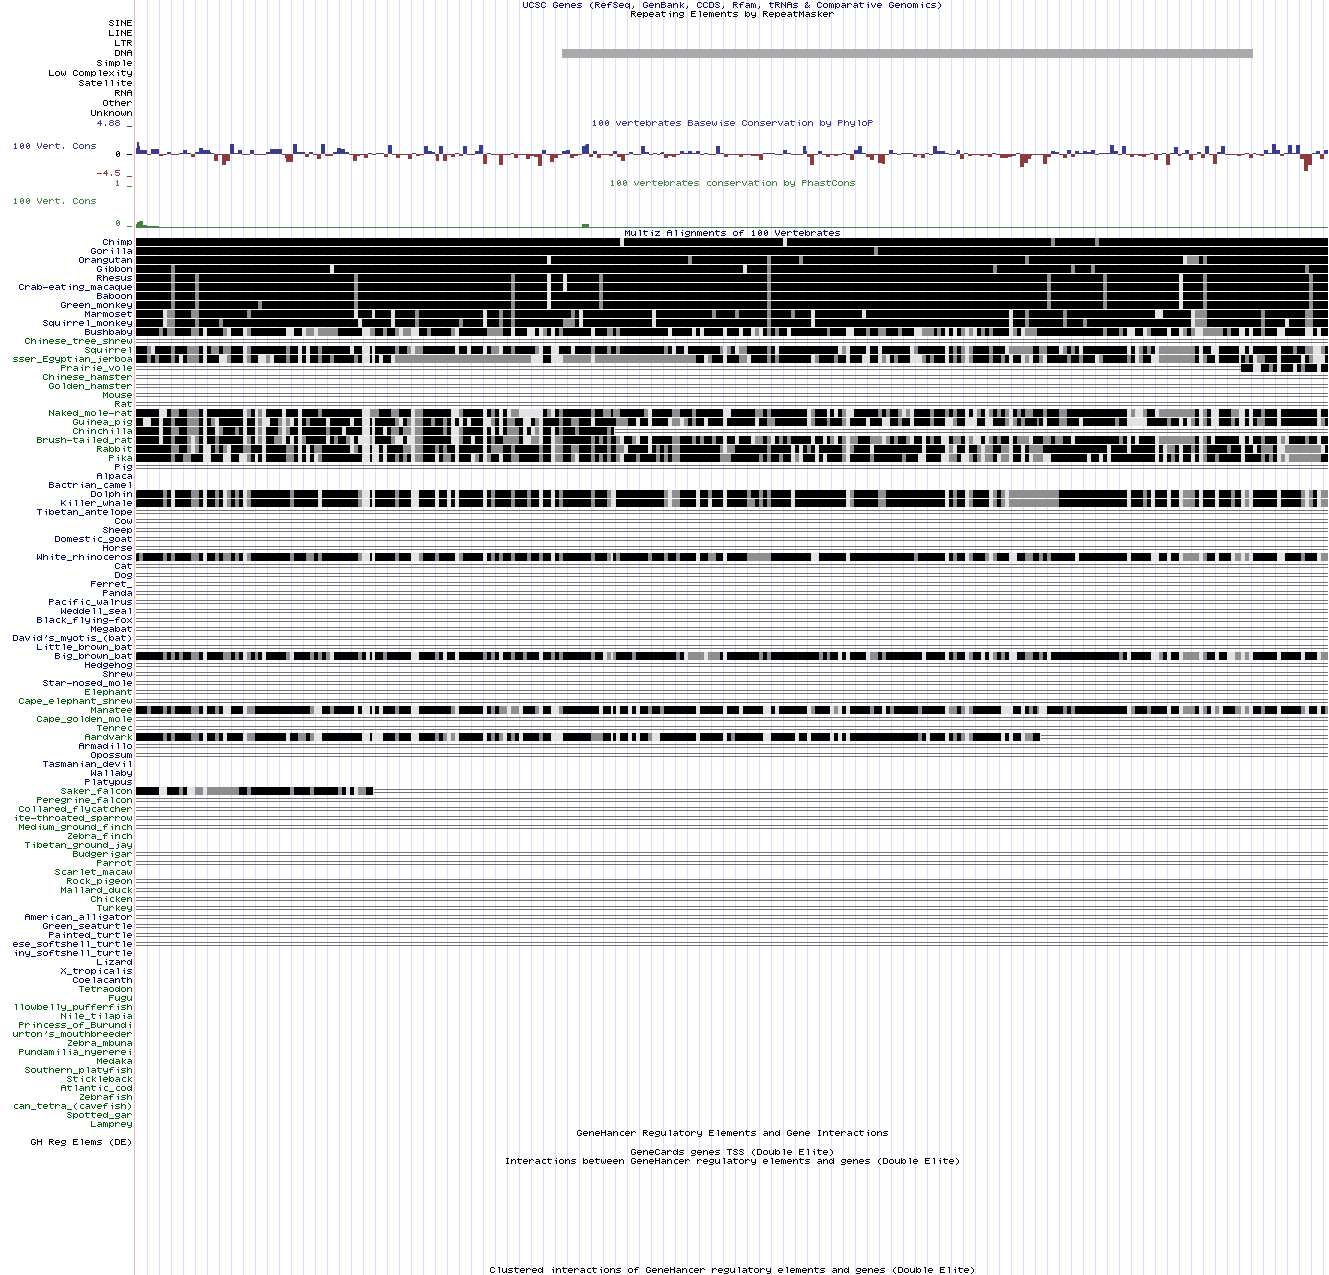 UCSC Genes (RefSeq, GenBank, CCDS, Rfam, tRNAs & Comparative Genomics)
Repeating Elements by RepeatMasker
SINE
LINE
LTR
DNA
Simple
Low Complexity
Satellite
RNA
Other
Unknown
4.88 _
100 vertebrates Basewise Conservation by PhyloP
100 Vert. Cons
0 _
-4.5 _
1 _
100 vertebrates conservation by PhastCons
100 Vert. Cons
0 _
Multiz Alignments of 100 Vertebrates
Chimp
Gorilla
Orangutan
Gibbon
Rhesus
Crab-eating_macaque
Baboon
Green_monkey
Marmoset
Squirrel_monkey
Bushbaby
Chinese_tree_shrew
Squirrel
sser_Egyptian_jerboa
Prairie_vole
Chinese_hamster
Golden_hamster
Mouse
Rat
Naked_mole-rat
Guinea_pig
Chinchilla
Brush-tailed_rat
Rabbit
Pika
Pig
Alpaca
Bactrian_camel
Dolphin
Killer_whale
Tibetan_antelope
Cow
Sheep
Domestic_goat
Horse
White_rhinoceros
Cat
Dog
Ferret_
Panda
Pacific_walrus
Weddell_seal
Black_flying-fox
Megabat
David's_myotis_(bat)
Little_brown_bat
Big_brown_bat
Hedgehog
Shrew
Star-nosed_mole
Elephant
Cape_elephant_shrew
Manatee
Cape_golden_mole
Tenrec
Aardvark
Armadillo
Opossum
Tasmanian_devil
Wallaby
Platypus
Saker_falcon
Peregrine_falcon
Collared_flycatcher
ite-throated_sparrow
Medium_ground_finch
Zebra_finch
Tibetan_ground_jay
Budgerigar
Parrot
Scarlet_macaw
Rock_pigeon
Mallard_duck
Chicken
Turkey
American_alligator
Green_seaturtle
Painted_turtle
ese_softshell_turtle
iny_softshell_turtle
Lizard
X_tropicalis
Coelacanth
Tetraodon
Fugu
llowbelly_pufferfish
Nile_tilapia
Princess_of_Burundi
urton's_mouthbreeder
Zebra_mbuna
Pundamilia_nyererei
Medaka
Southern_platyfish
Stickleback
Atlantic_cod
Zebrafish
can_tetra_(cavefish)
Spotted_gar
Lamprey
GeneHancer Regulatory Elements and Gene Interactions
GH Reg Elems (DE)
GeneCards genes TSS (Double Elite)
Interactions between GeneHancer regulatory elements and genes (Double Elite)
Clustered interactions of GeneHancer regulatory elements and genes (Double Elite)